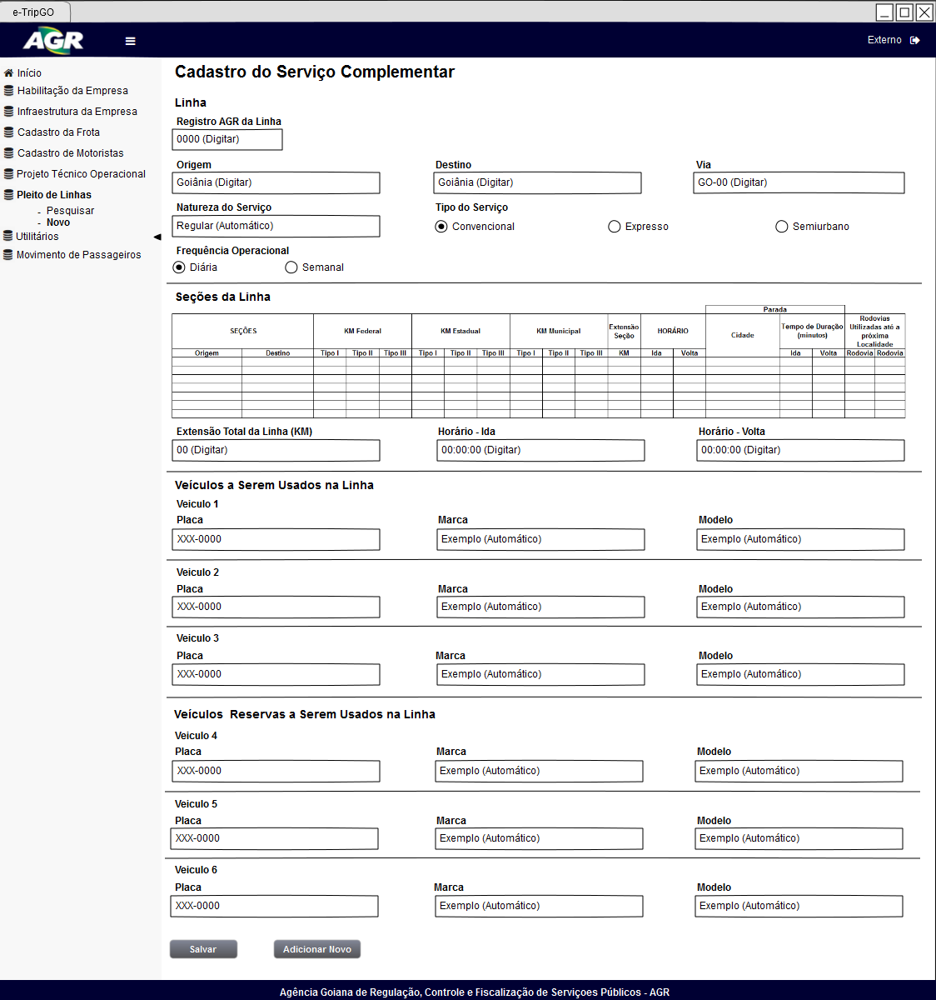 e-TripGO
AGR
Externo
Início
Habilitação da Empresa
Infraestrutura da Empresa
Cadastro da Frota
Cadastro de Motoristas
Projeto Técnico Operacional
Pleito de Linhas
- Pesquisar
- Novo
Utilitários
Movimento de Passageiros
Cadastro do Serviço Complementar
Linha
Registro AGR da Linha
0000 (Digitar)
Origem Destino Via
Goiânia (Digitar) Goiânia (Digitar) GO-00 (Digitar)
Natureza do Serviço Tipo do Serviço
Regular (Automático) Convencional Expresso Semiurbano
Frequência Operacional
Diária Semanal
Seções da Linha
Parada
SEÇÕES KM Federal KM Estadual KM Municipal Extensão Seção HORÁRIO Cidade Tempo de Duração (minutos) Rodovias Utilizadas até a próxima Localidade
Origem Destino Tipo I Tipo II Tipo III Tipo I Tipo II Tipo III Tipo I Tipo II Tipo III KM Ida Volta Ida Volta Rodovia Rodovia
Extensão Total da Linha (KM) Horário - Ida Horário - Volta
00 (Digitar) 00:00:00 (Digitar) 00:00:00 (Digitar)
Veículos a Serem Usados na Linha
Veiculo 1
Placa Marca Modelo
XXX-0000 Exemplo (Automático) Exemplo (Automático)
Veiculo 2
Placa Marca Modelo
XXX-0000 Exemplo (Automático) Exemplo (Automático)
Veiculo 3
Placa Marca Modelo
XXX-0000 Exemplo (Automático) Exemplo (Automático)
Veículos Reservas a Serem Usados na Linha
Veiculo 4
Placa Marca Modelo
XXX-0000 Exemplo (Automático) Exemplo (Automático)
Veiculo 5
Placa Marca Modelo
XXX-0000 Exemplo (Automático) Exemplo (Automático)
Veiculo 6
Placa Marca Modelo
XXX-0000 Exemplo (Automático) Exemplo (Automático)
Salvar Adicionar Novo
Agência Goiana de Regulação, Controle e Fiscalização de Serviçoes Públicos - AGR